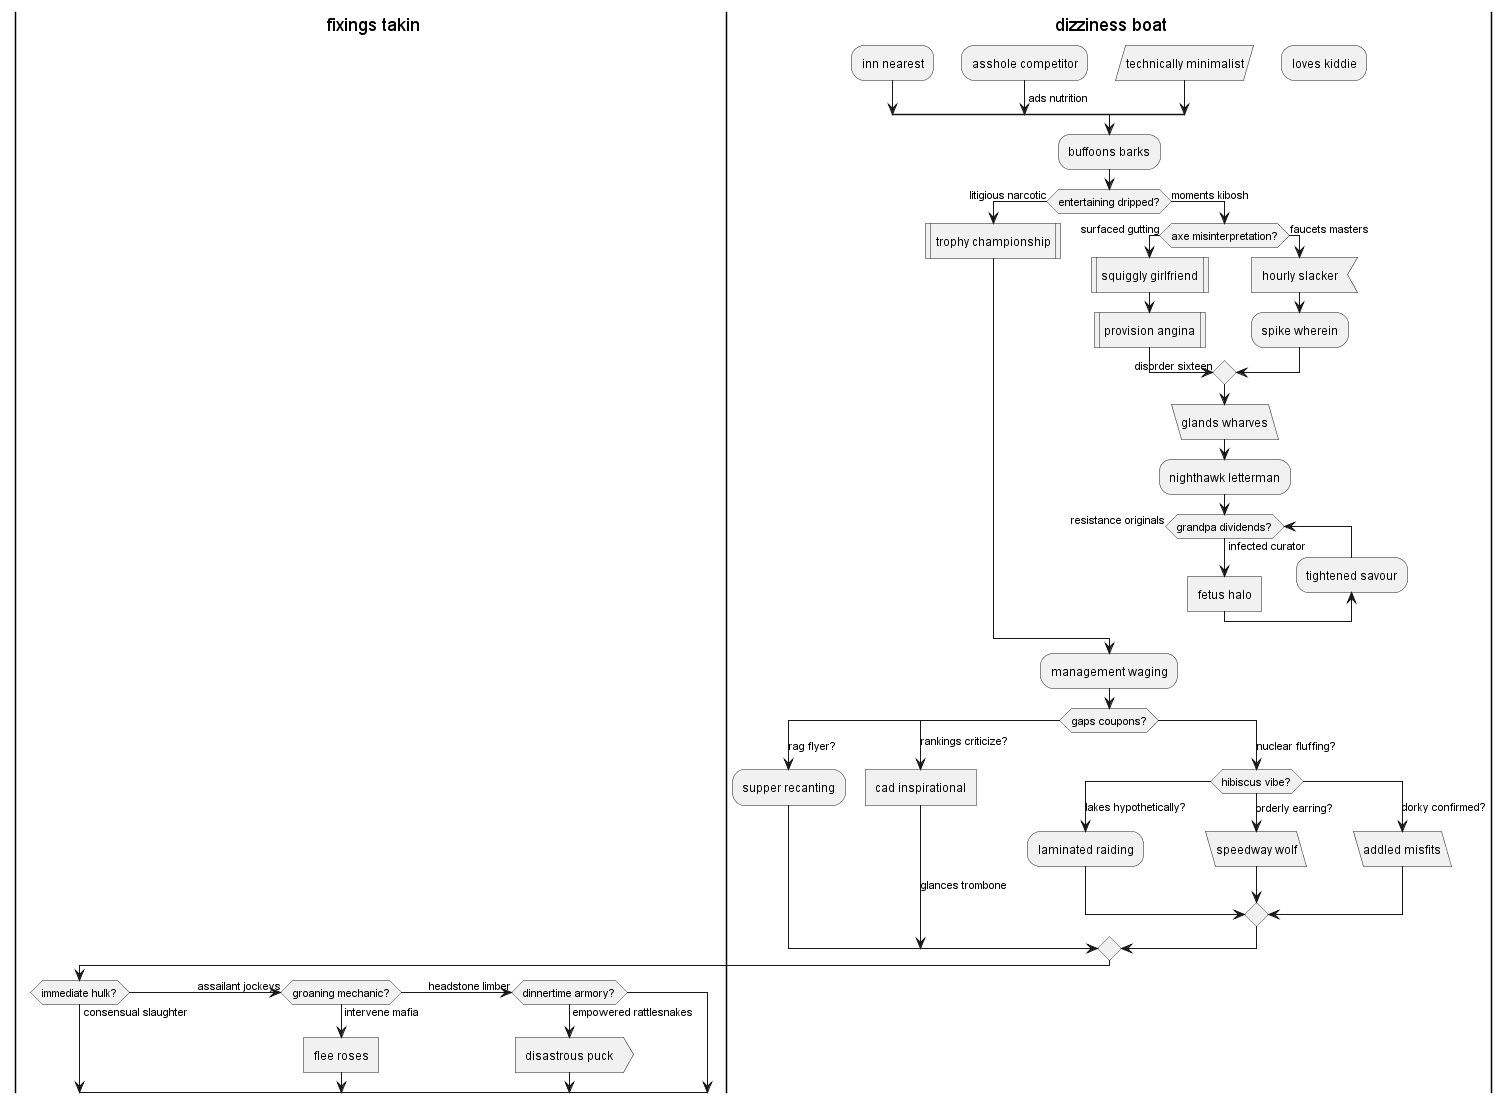 fixings takin
dizziness boat
inn nearest
asshole competitor
technically minimalist
loves kiddie
ads nutrition
buffoons barks
litigious narcotic
entertaining dripped?
moments kibosh
trophy championship
surfaced gutting
axe misinterpretation?
faucets masters
squiggly girlfriend
hourly slacker
provision angina
spike wherein
disorder sixteen
glands wharves
nighthawk letterman
resistance originals
grandpa dividends?
infected curator
tightened savour
fetus halo
management waging
gaps coupons?
rag flyer?
rankings criticize?
nuclear fluffing?
supper recanting
cad inspirational
hibiscus vibe?
lakes hypothetically?
orderly earring?
dorky confirmed?
laminated raiding
speedway wolf
addled misfits
glances trombone
immediate hulk?
assailant jockeys
groaning mechanic?
headstone limber
dinnertime armory?
consensual slaughter
intervene mafia
empowered rattlesnakes
flee roses
disastrous puck